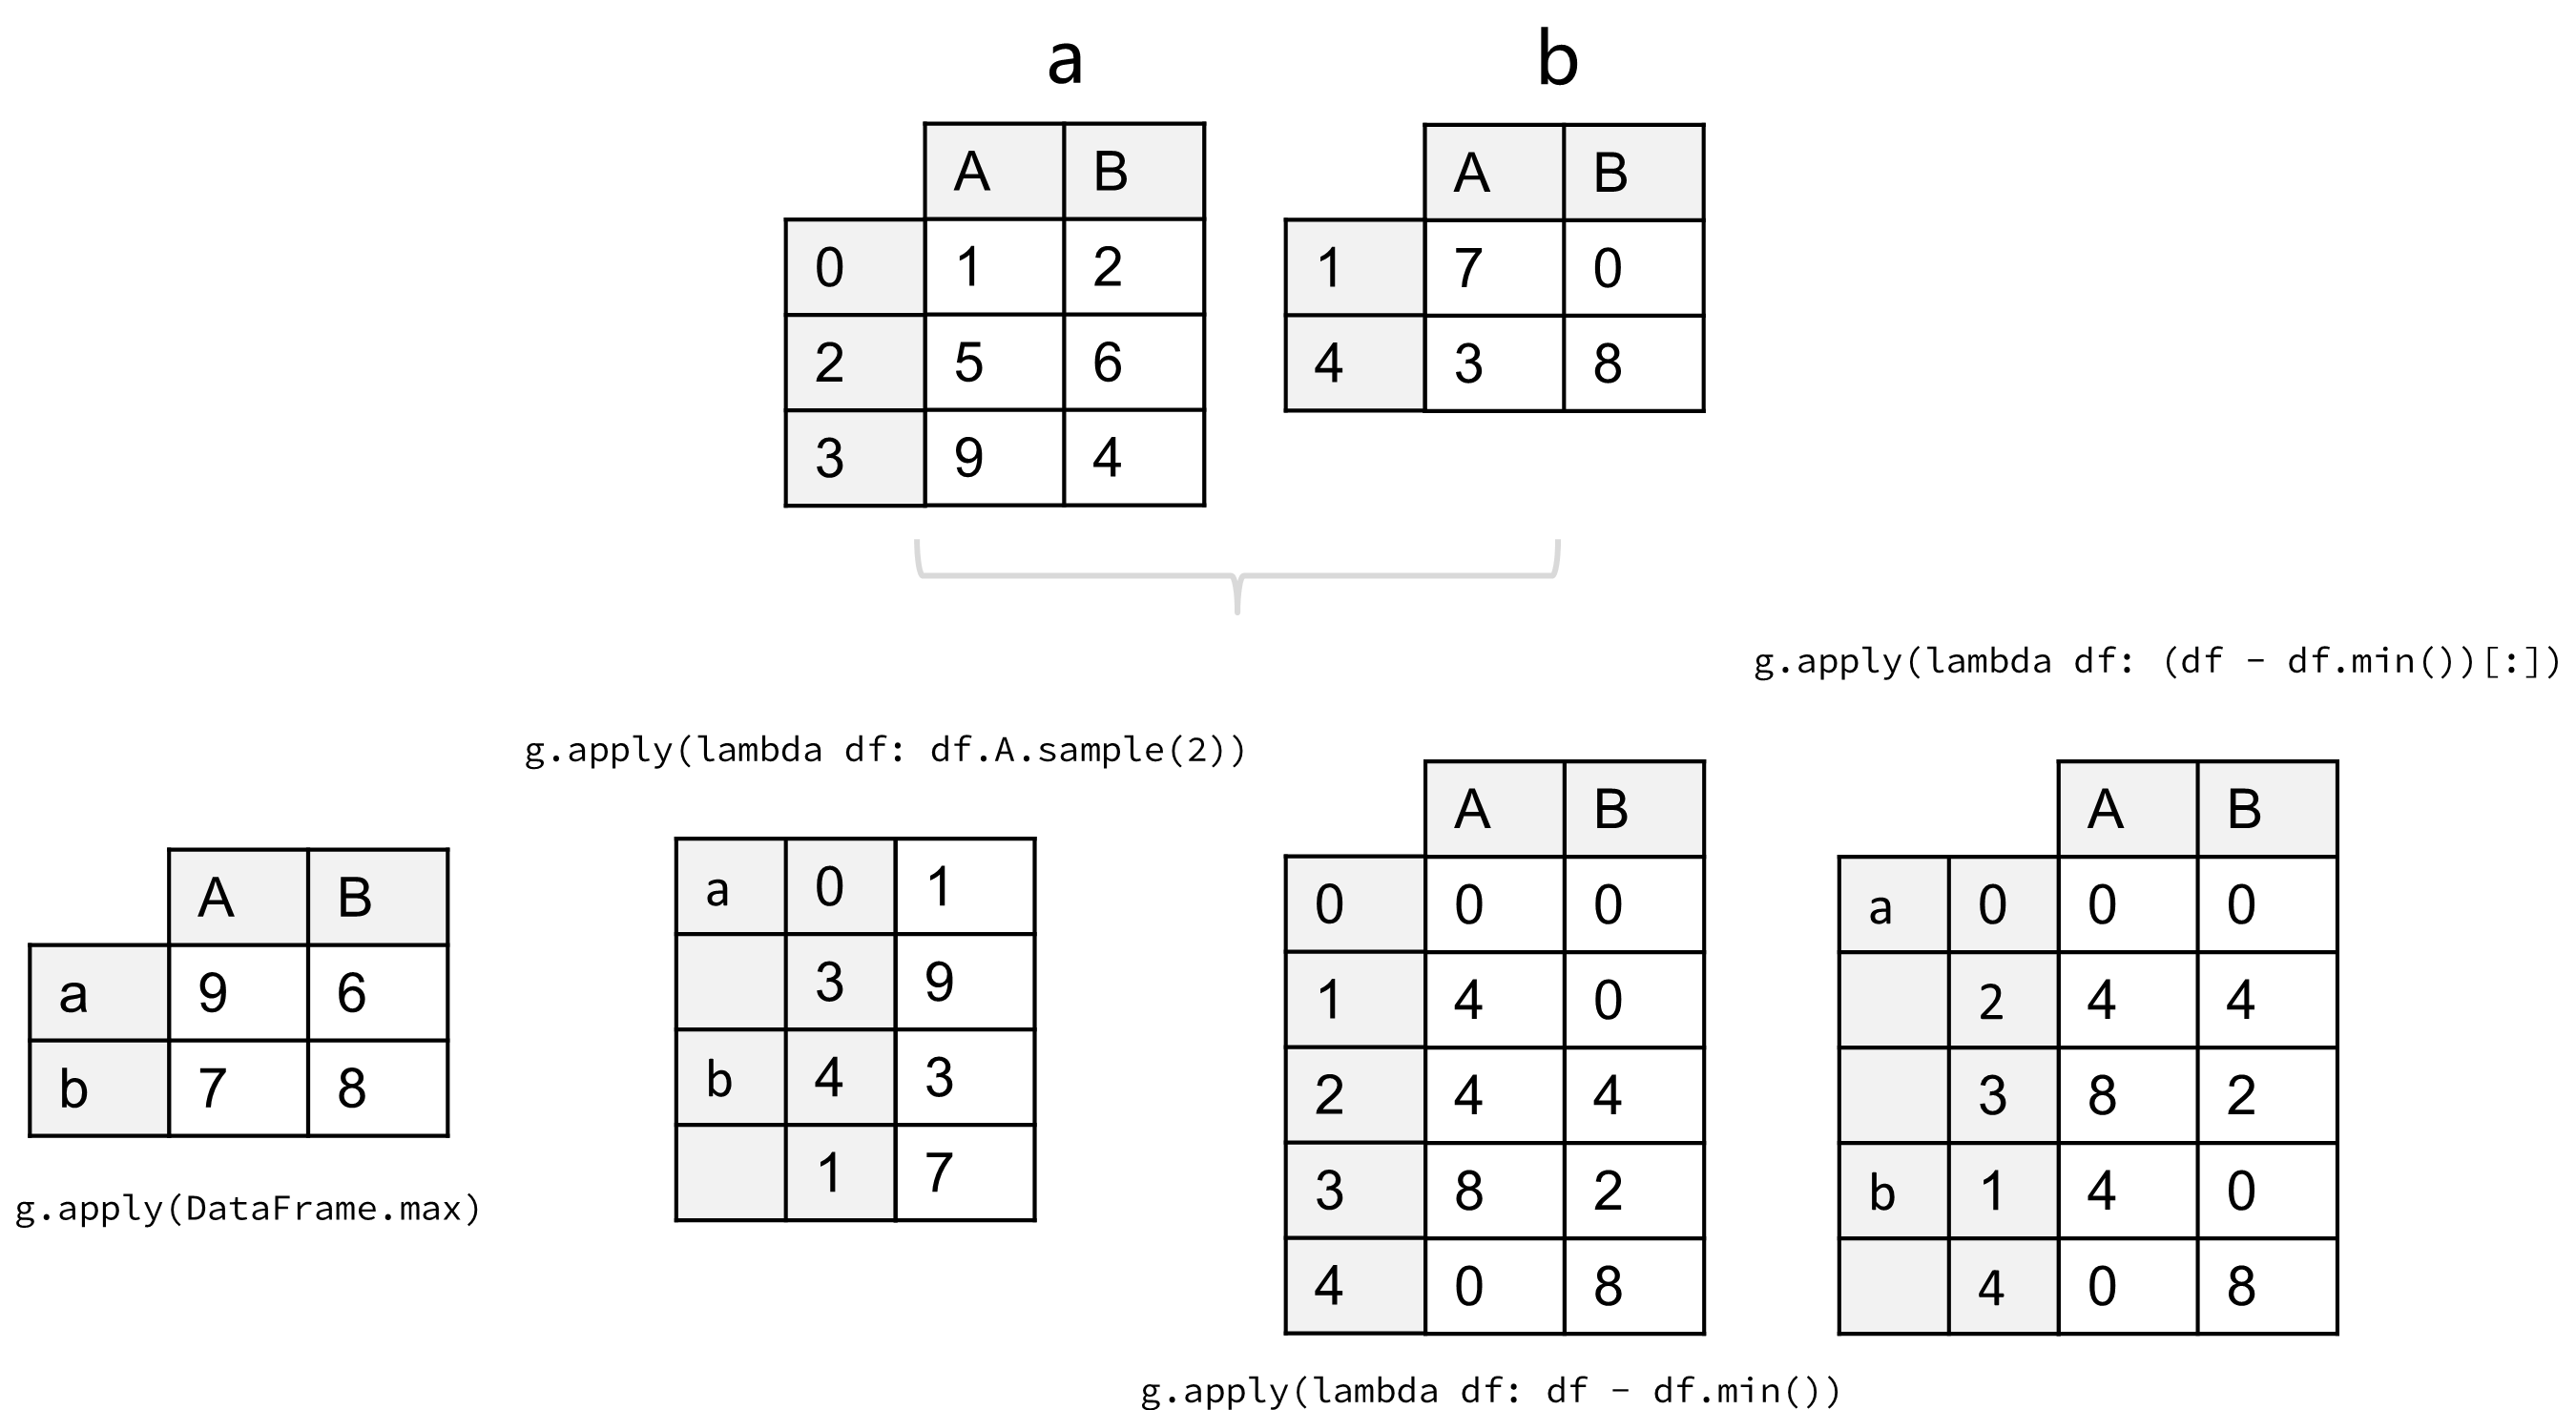 a b
A B
0 1 2
2 5 6
3 9 4
A B
1 7 0
4 3 8
g.apply(DataFrame.max)
A B
a 9 6
b 7 8
g.apply(lambda df: df.A.sample(2))
a 0 1
3 9
b 4 3
1 7
g.apply(lambda df: df - df.min())
A B
0 0 0
1 4 0
2 4 4
3 8 2
4 0 8
g.apply(lambda df: (df - df.min())[:])
A B
a 0 0 0
2 4 4
3 8 2
b 1 4 0
4 0 8